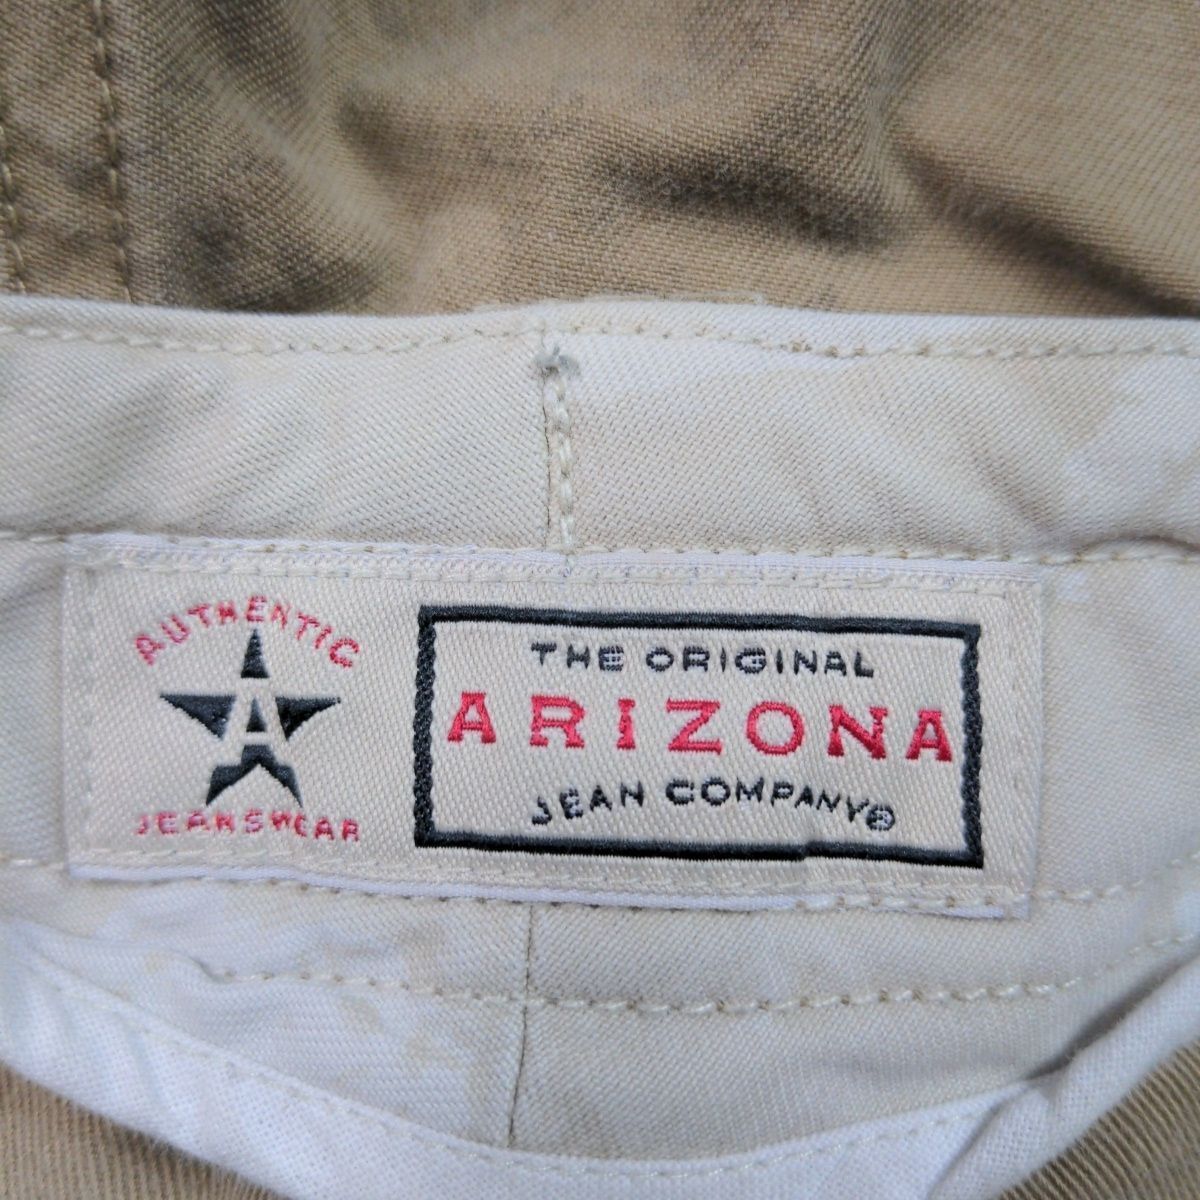 AUTHENTIC
A
JEANSWEAR
THE ORIGINAL
ARIZONA
JEAN COMPANY®